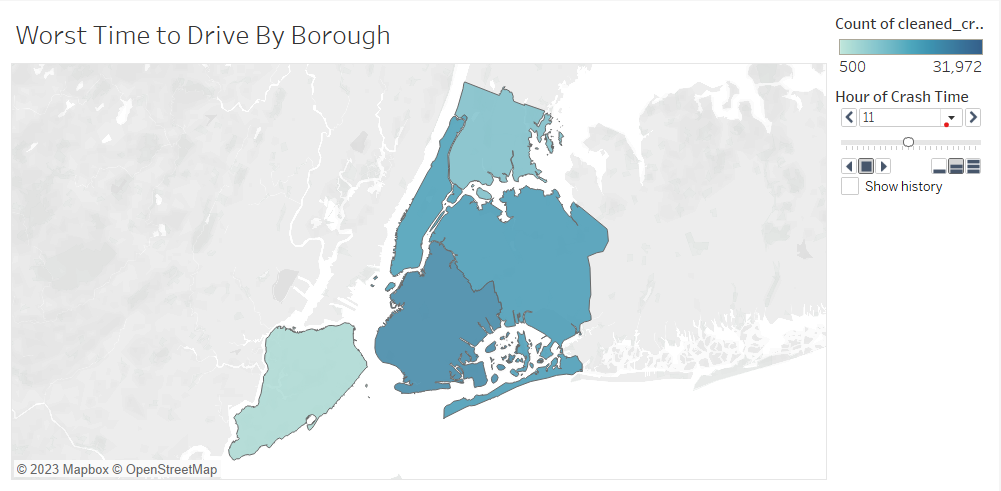 Worst Time to Drive By Borough
Count of cleaned_cr..
500 31,972
Hour of Crash Time
11
Show history
© 2023 Mapbox © OpenStreetMap